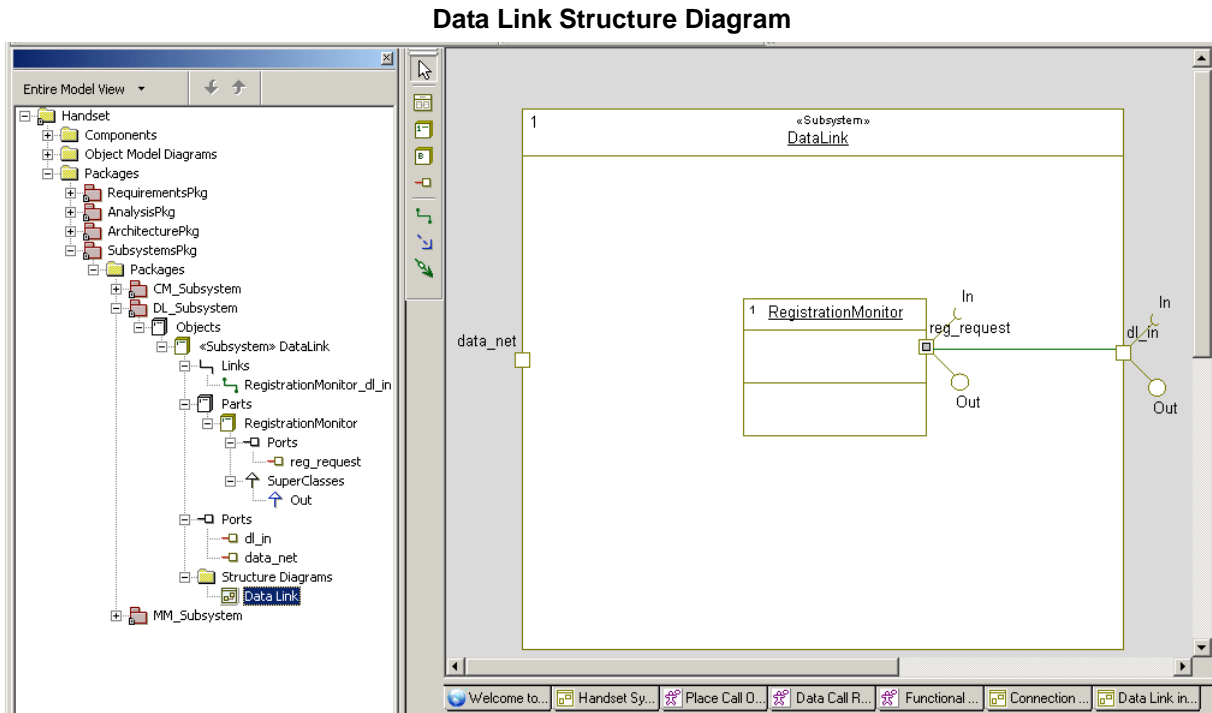 Data Link Structure Diagram
Entire Model View
Handset
Components
Object Model Diagrams
Packages
RequirementsPkg
AnalysisPkg
ArchitecturePkg
SubsystemsPkg
Packages
CM_Subsystem
DL_Subsystem
Objects
«Subsystem» DataLink
Links
RegistrationMonitor_dl_in
Parts
RegistrationMonitor
Ports
reg_request
SuperClasses
Out
Ports
dl_in
data_net
Structure Diagrams
Data Link
MM_Subsystem
1
«Subsystem»
DataLink
data_net
1 RegistrationMonitor
In
reg_request
Out
In
dl_in
Out
Welcome to... Handset Sy... Place Call O... Data Call R... Functional ... Connection ... Data Link in...